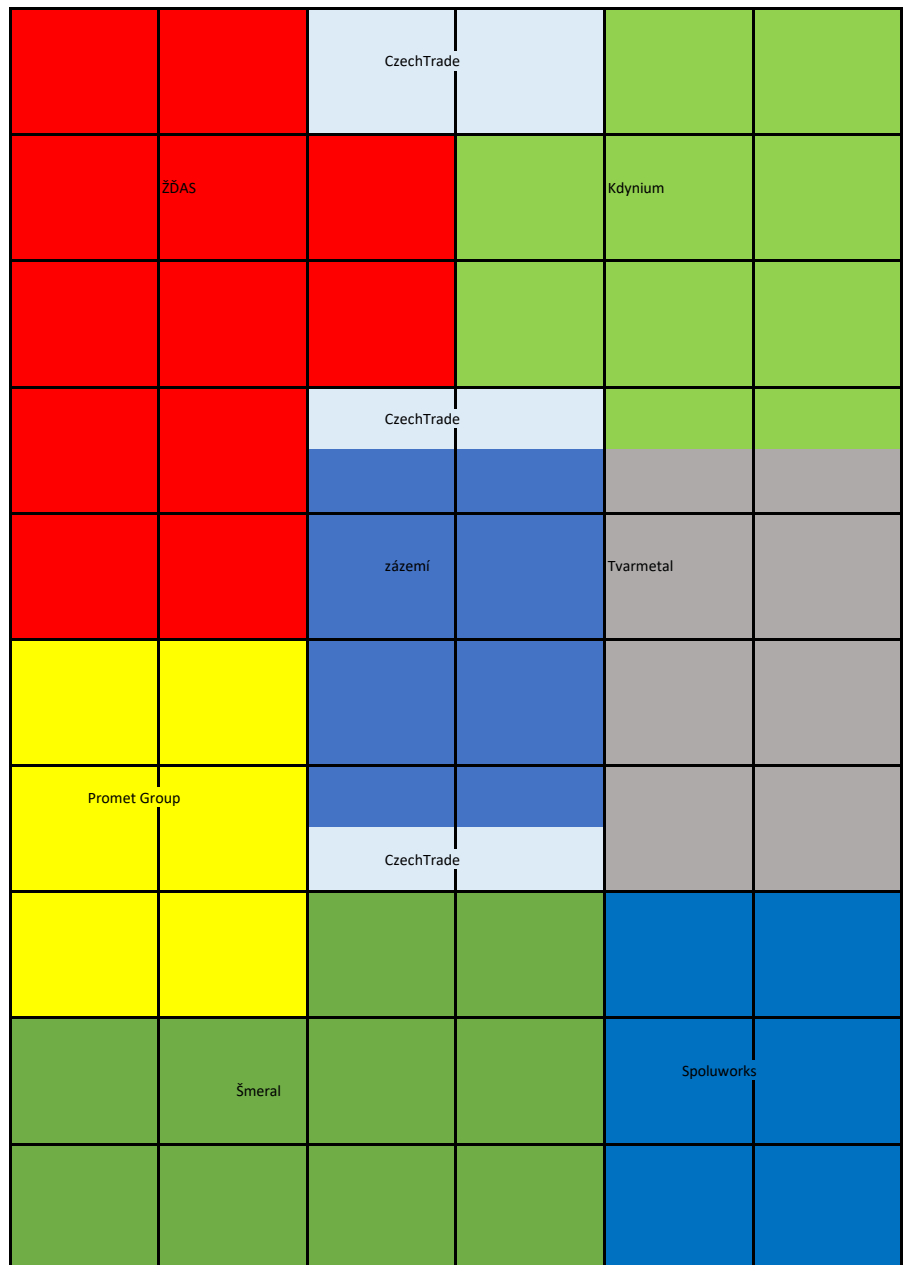 CzechTrade
ŽĎAS
Kdynium
CzechTrade
zázemí
Tvarmetal
Promet Group
CzechTrade
Spoluworks
Šmeral